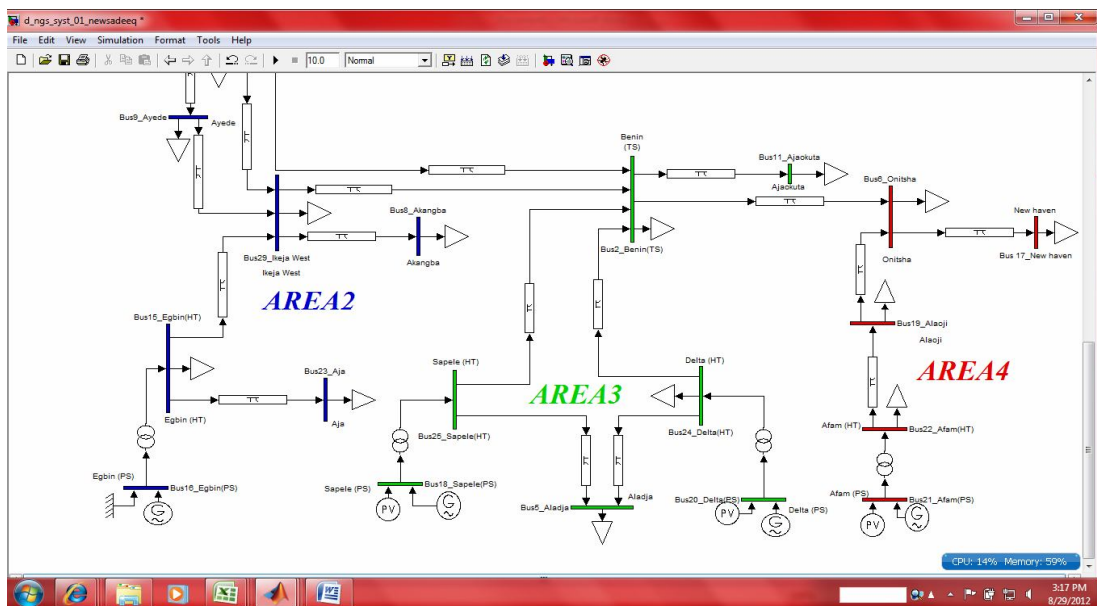 d_ngs_syst_01_newsadeeq *
File Edit View Simulation Format Tools Help
10.0 Normal
Bus9_Ayede
Ayede
Benin
(TS)
Bus11_Ajaokuta
Ajaokuta
Bus6_Onitsha
Bus8_Akangba
New haven
Bus2_Benin(TS)
Bus29_Ikeja West
Ikeja West
Akangba
Onitsha
Bus 17_New haven
AREA2
Bus15_Egbin(HT)
Bus19_Alaoji
Alaoji
Sapele (HT)
Delta (HT)
Bus23_Aja
AREA3
AREA4
Egbin (HT)
Aja
Bus25_Sapele(HT)
Bus24_Delta(HT)
Afam (HT)
Bus22_Afam(HT)
Egbin (PS)
Bus16_Egbin(PS)
Sapele (PS)
Bus18_Sapele(PS)
Aladja
Bus5_Aladja
Bus20_Delta(PS)
Delta (PS)
Afam (PS)
Bus21_Afam(PS)
G
PV
G
PV
G
PV
G
CPU: 14% Memory: 59%
3:17 PM
8/29/2012